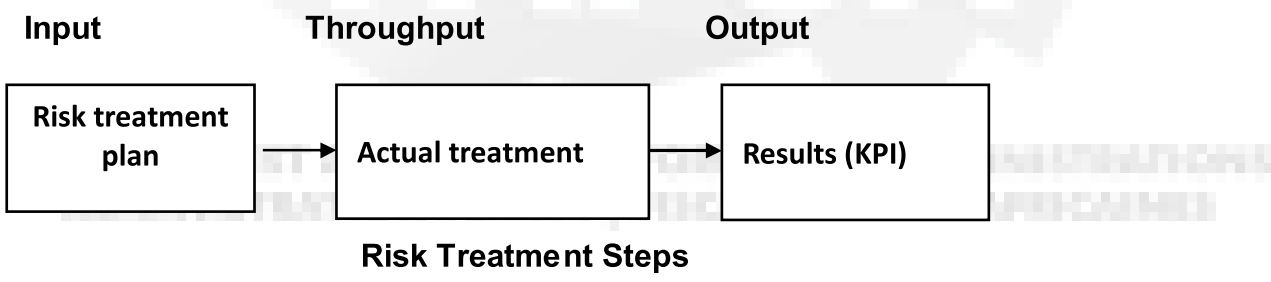 Input Throughput Output
Risk treatment
plan
Actual treatment
Results (KPI)
Risk Treatment Steps